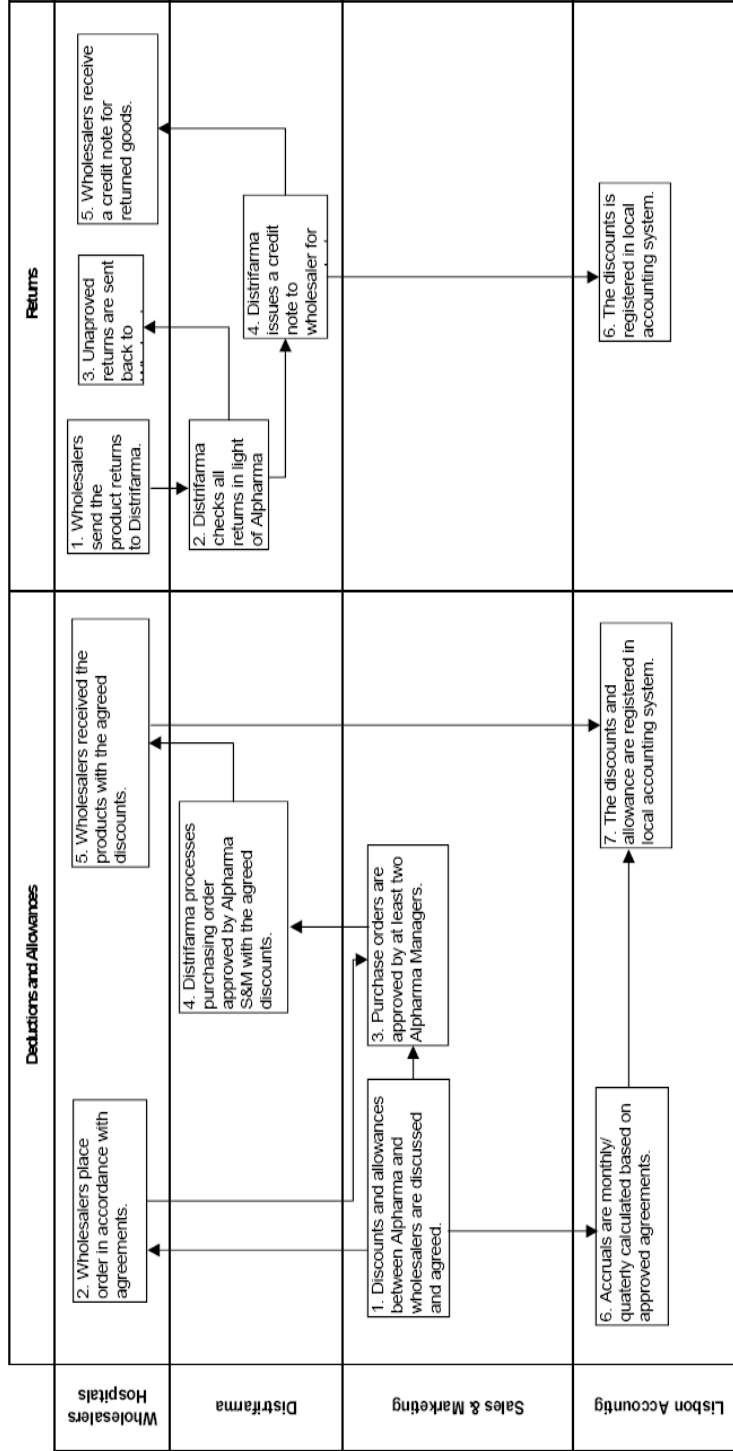 Deductions and Allowances
Returns
Wholesalers
Hospitals
2. Wholesalers place
order in accordance with
agreements.
5. Wholesalers received the
products with the agreed
discounts.
1. Wholesalers
send the
product returns
to Distrifarma.
3. Unaproved
returns are sent
back to
5. Wholesalers receive
a credit note for
returned goods.
Distrifarma
4. Distrifarma processes
purchasing order
approved by Alpharma
S&M with the agreed
discounts.
2. Distrifarma
checks all
returns in light
of Alpharma
4. Distrifarma
issues a credit
note to
wholesaler for
Sales & Marketing
1. Discounts and allowances
between Alpharma and
wholesalers are discussed
and agreed.
3. Purchase orders are
approved by at least two
Alpharma Managers.
Lisbon Accountig
6. Accruals are monthly/
quaterly calculated based on
approved agreements.
7. The discounts and
allowance are registered in
local accounting system.
6. The discounts is
registered in local
accounting system.